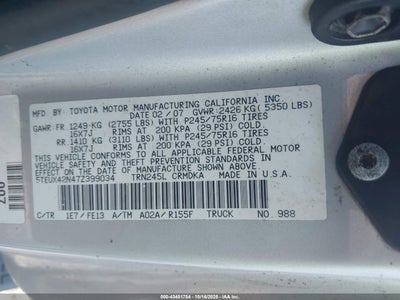 MFD. BY: TOYOTA MOTOR MANUFACTURING CALIFORNIA INC.
DATE 02/07 GVWR:2426 KG( 5350 LBS)
GAWR FR 1249 KG (2755 LBS) WITH P245/75R16 TIRES
16X7J RIMS AT 200 KPA (29 PSI) COLD.
RR 1410 KG (3110 LBS) WITH P245/75R16 TIRES
16X7J RIMS AT 200 KPA (29 PSI) COLD.
THIS VEHICLE CONFORMS TO ALL APPLICABLE FEDERAL MOTOR
VEHICLE SAFETY AND THEFT PREVENTION STANDARDS IN
EFFECT ON THE DATE OF MANUFACTURE SHOWN ABOVE.
5TEUX42N47Z399034 TRN245L CRMDKA MADE IN U.S.A.
C/TR 1E7/FE13 A/TM A02A/R155F TRUCK NO. 988
ON: 43481754 DATE: 10/16/2025